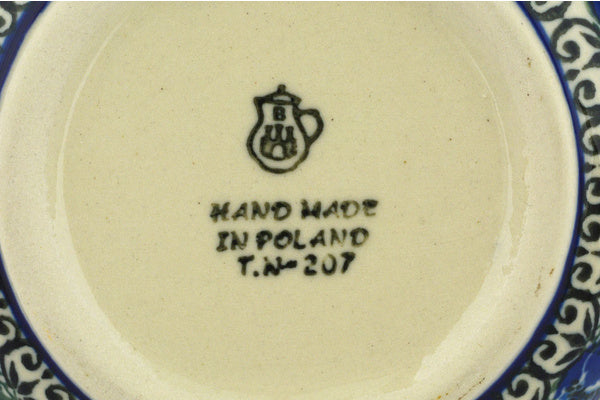 B
HAND MADE
IN POLAND
T.N-207